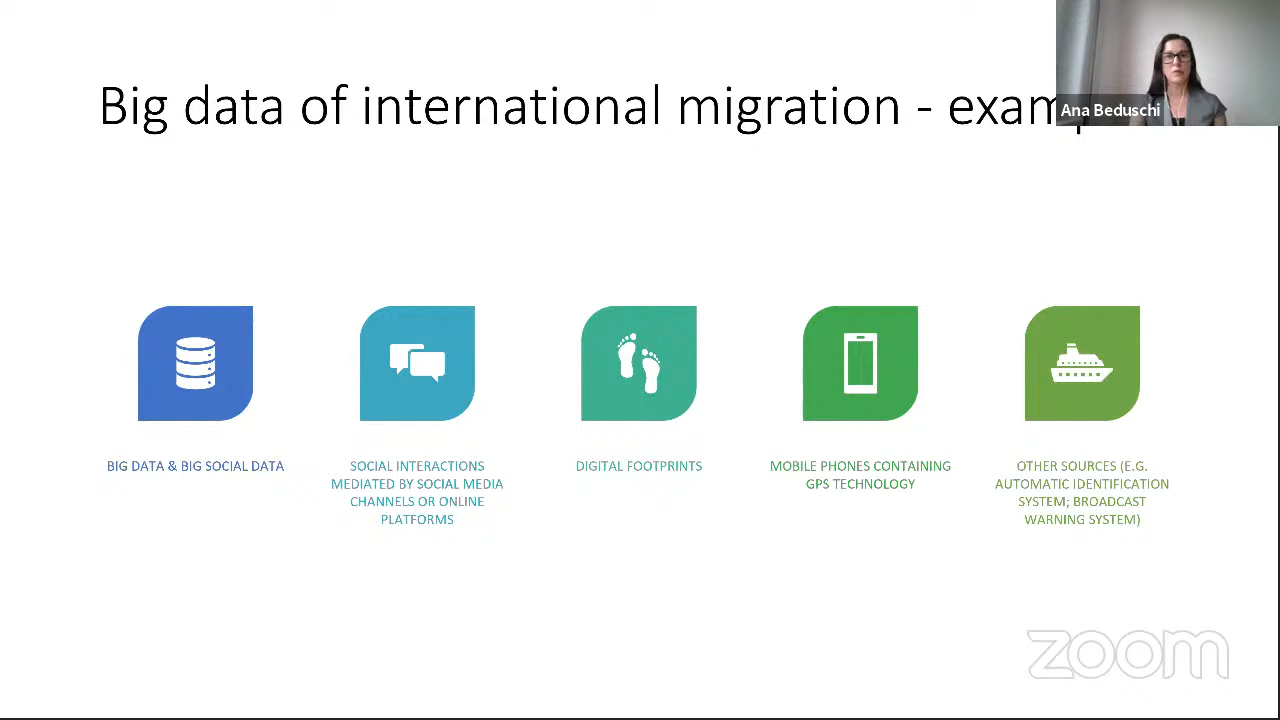 Big data of international migration - exam
Ana Beduschi
BIG DATA & BIG SOCIAL DATA
SOCIAL INTERACTIONS
MEDIATED BY SOCIAL MEDIA
CHANNELS OR ONLINE
PLATFORMS
DIGITAL FOOTPRINTS
MOBILE PHONES CONTAINING
GPS TECHNOLOGY
OTHER SOURCES (E.G.
AUTOMATIC IDENTIFICATION
SYSTEM; BROADCAST
WARNING SYSTEM)
zoom